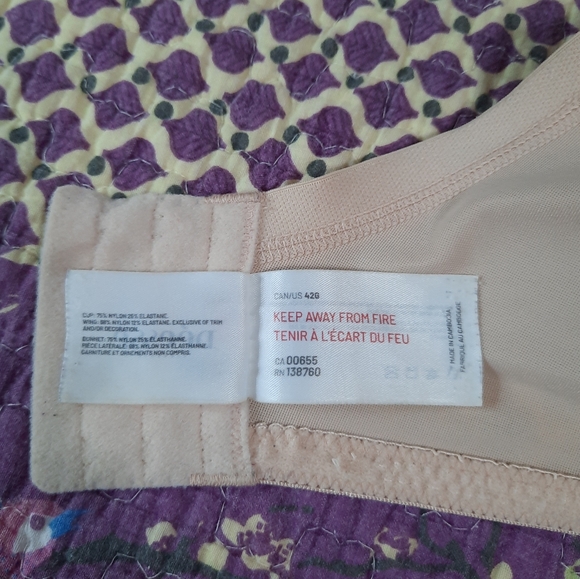 CUP: 75% NYLON 25% ELASTANE.
WING: 88% NYLON 12% ELASTANE. EXCLUSIVE OF TRIM
AND/OR DECORATION.
BONNET: 75% NYLON 25% ÉLASTHANNE.
PIÈCE LATÉRALE: 88% NYLON 12% ÉLASTHANNE.
GARNITURE ET ORNEMENTS NON COMPRIS.
CAN/US 42G
KEEP AWAY FROM FIRE
TENIR À L'ÉCART DU FEU
CA 00655
RN 138760
MADE IN CAMBODIA
FABRIQUÉ AU CAMBODGE